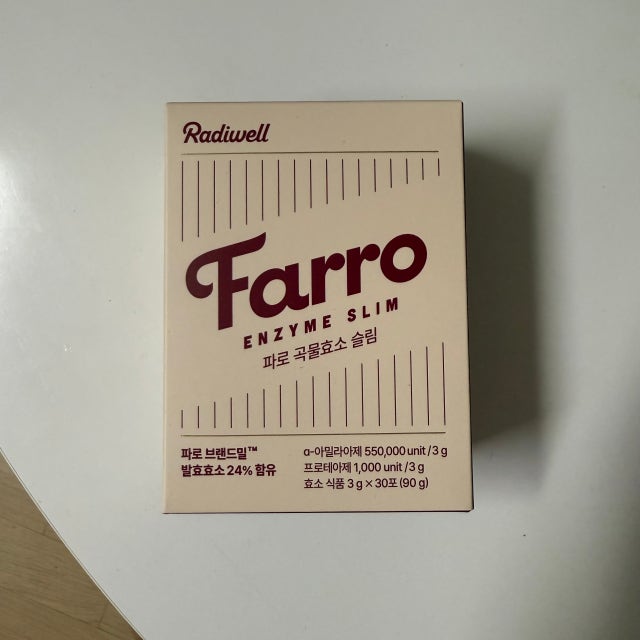 Radiwell
Farro
ENZYME SLIM
파로 곡물효소 슬림
파로 브랜드밀™
발효효소 24% 함유
α-아밀라아제 550,000 unit / 3 g
프로테아제 1,000 unit / 3 g
효소 식품 3 g × 30포 (90 g)